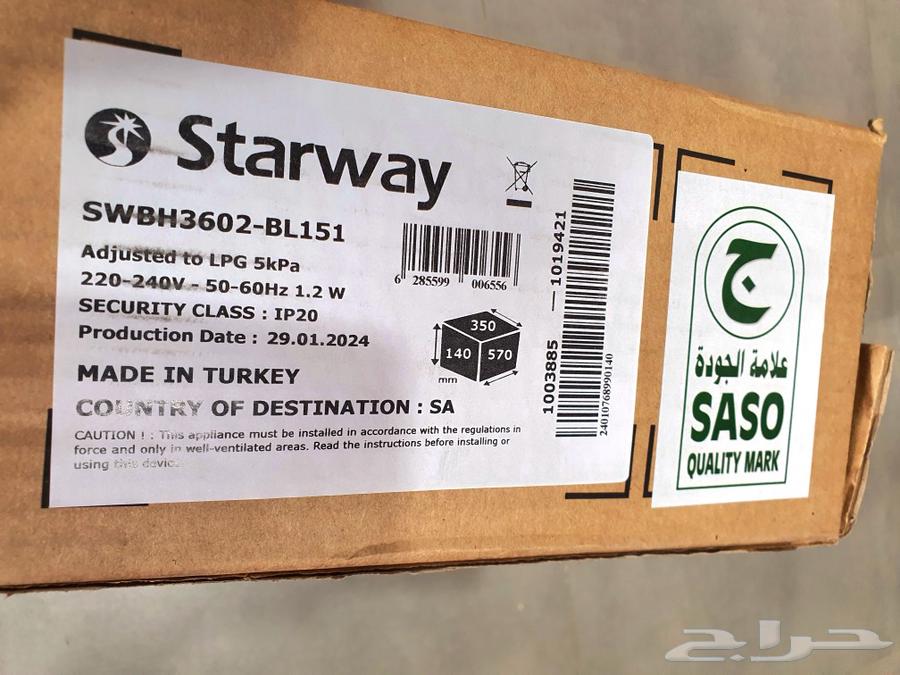 Starway
SWBH3602-BL151
Adjusted to LPG 5kPa
220-240V - 50-60Hz 1.2 W
SECURITY CLASS : IP20
Production Date : 29.01.2024
MADE IN TURKEY
COUNTRY OF DESTINATION : SA
CAUTION ! : This appliance must be installed in accordance with the regulations in
force and only in well-ventilated areas. Read the instructions before installing or
using this device.
6 285599 006556
350
140 570
mm
1003885 — 1019421
24010768990140
ج
علامة الجودة
SASO
QUALITY MARK
حراج